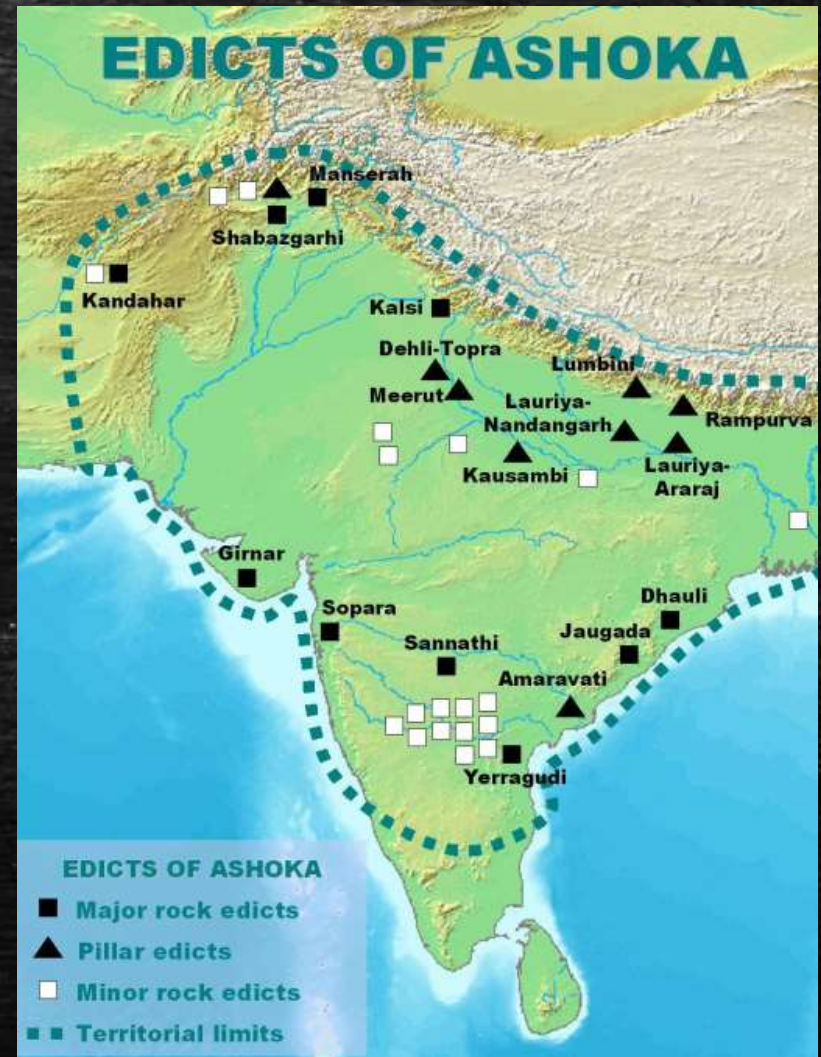 EDICTS OF ASHOKA
Manserah
Shabazgarhi
Kandahar
Kalsi
Dehli-Topra
Lumbini
Meerut
Lauriya-
Nandangarh
Rampurva
Kausambi
Lauriya-
Araraj
Girnar
Dhauli
Sopara
Jaugada
Sannathi
Amaravati
Yerragudi
EDICTS OF ASHOKA
Major rock edicts
Pillar edicts
Minor rock edicts
Territorial limits